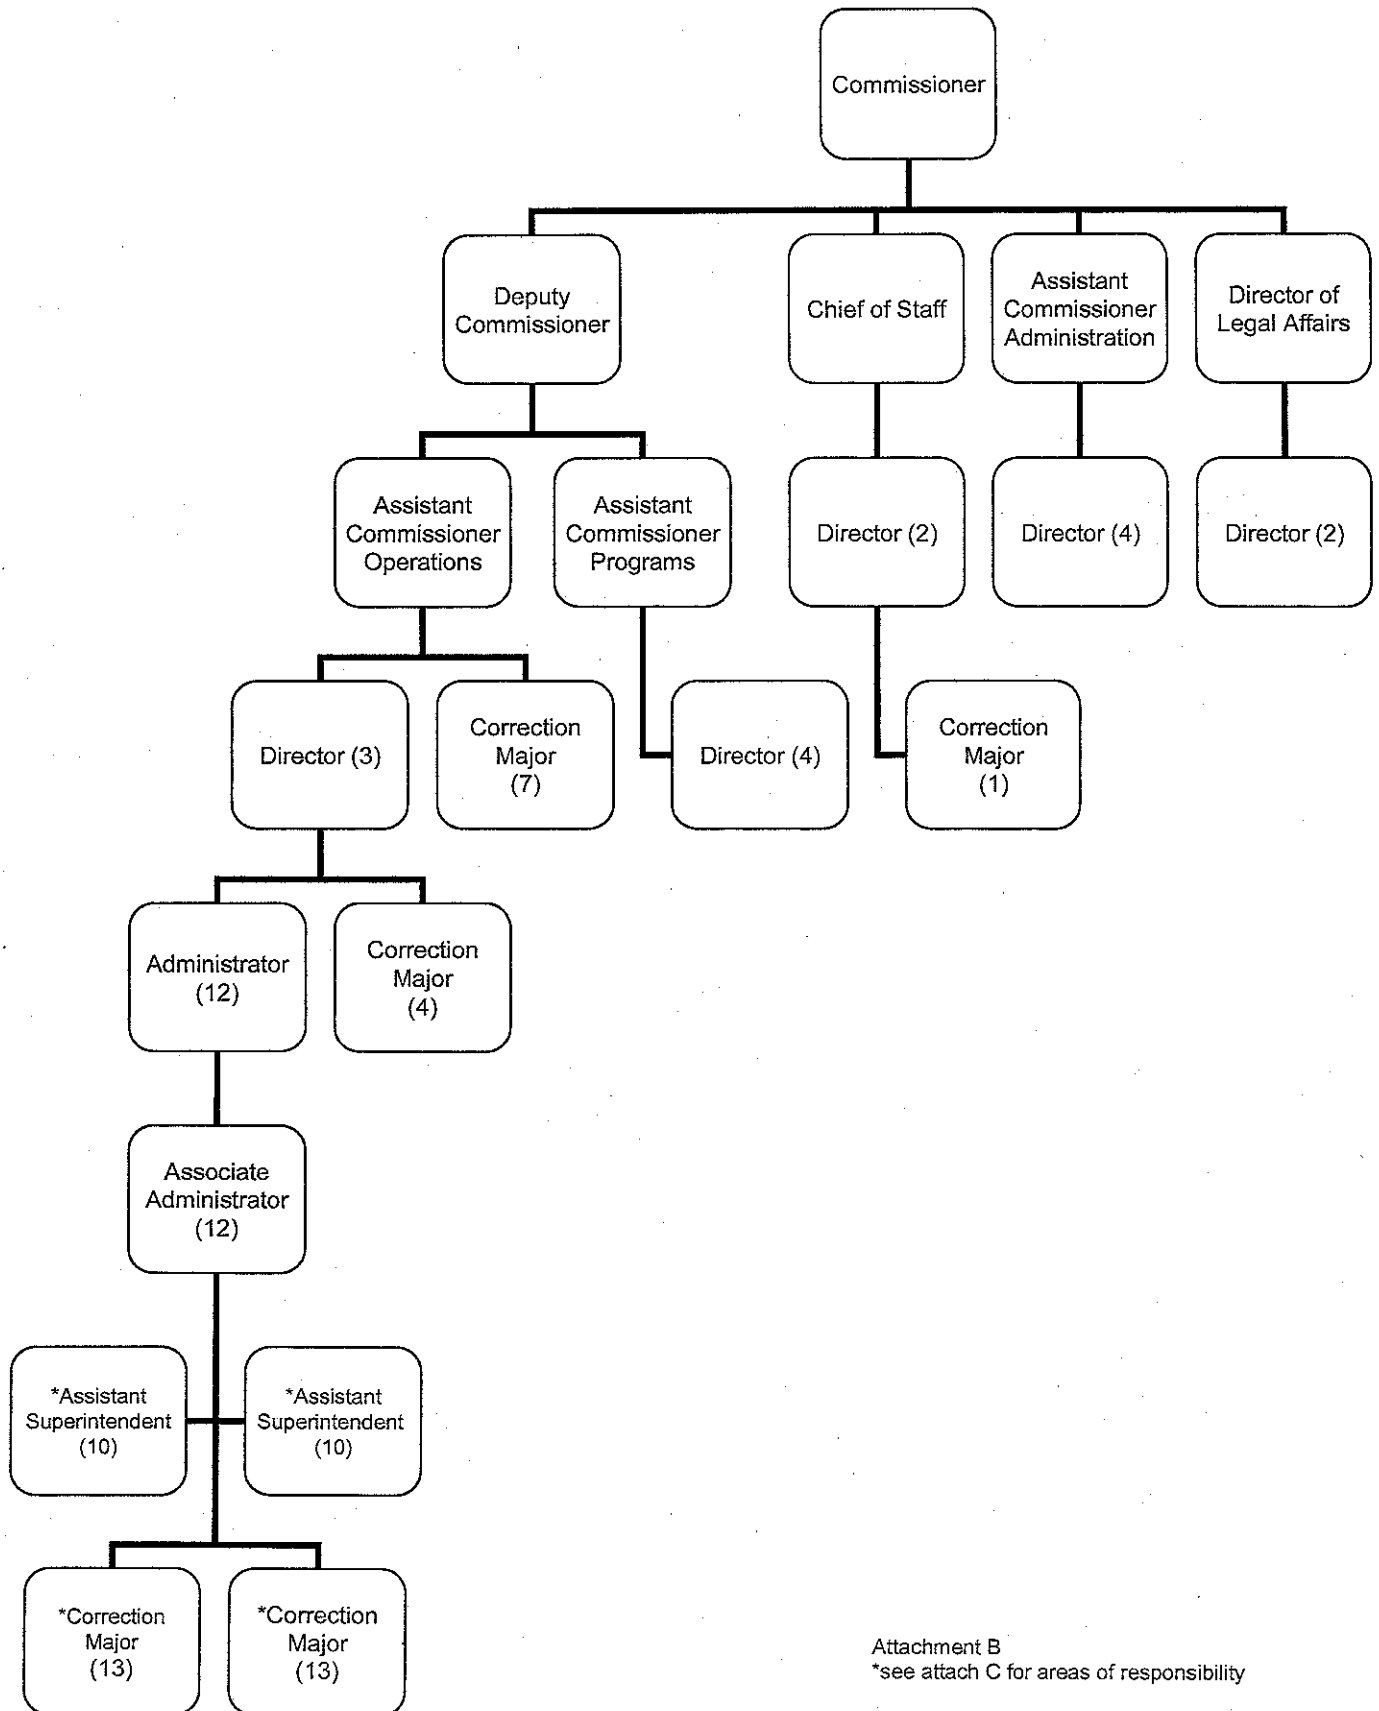 Commissioner
Deputy
Commissioner
Chief of Staff
Assistant
Commissioner
Administration
Director of
Legal Affairs
Assistant
Commissioner
Operations
Assistant
Commissioner
Programs
Director (2)
Director (4)
Director (2)
Director (3)
Correction
Major
(7)
Director (4)
Correction
Major
(1)
Administrator
(12)
Correction
Major
(4)
Associate
Administrator
(12)
*Assistant
Superintendent
(10)
*Assistant
Superintendent
(10)
*Correction
Major
(13)
*Correction
Major
(13)
Attachment B
*see attach C for areas of responsibility